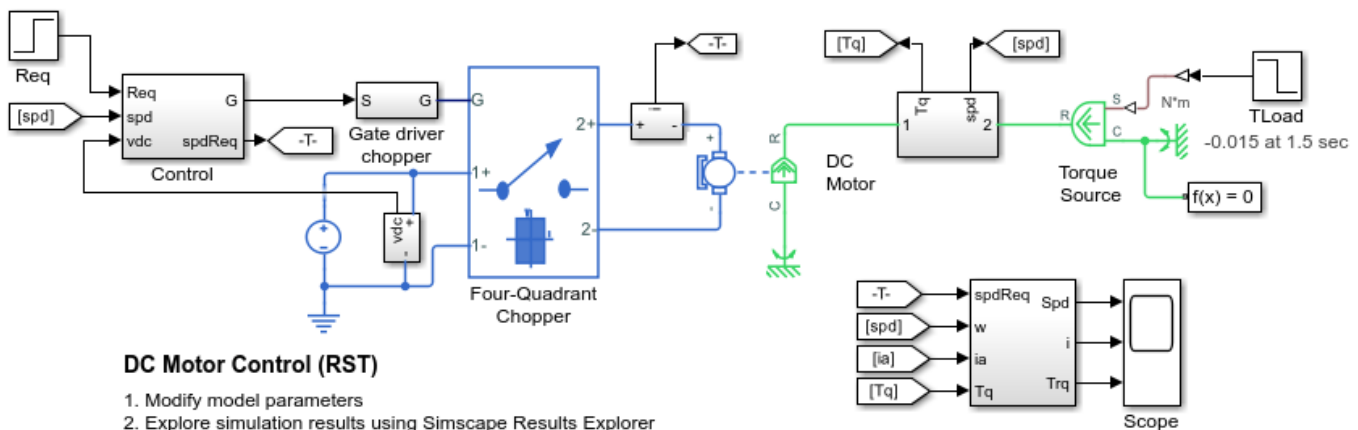 Req
[spd]
Req
spd
vdc
G
spdReq
Control
-T-
S
G
Gate driver
chopper
vdc
+
-
+
−
G
1+
1-
2+
2-
Four-Quadrant
Chopper
-T-
+
-
+
-
R
C
DC
Motor
[Tq]
[spd]
Tq
spd
1
2
R
S
C
Torque
Source
N*m
TLoad
-0.015 at 1.5 sec
f(x) = 0
-T-
[spd]
[ia]
[Tq]
spdReq
w
ia
Tq
Spd
i
Trq
Scope
DC Motor Control (RST)
1. Modify model parameters
2. Explore simulation results using Simscape Results Explorer